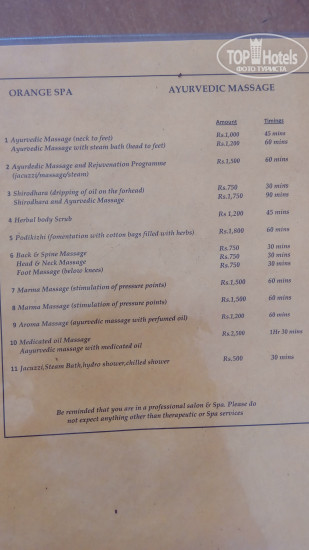 TOP Hotels
ФОТО ТУРИСТА
ORANGE SPA AYURVEDIC MASSAGE
Amount Timings
1 Ayurvedic Massage (neck to feet) Rs.1,000 45 mins
Ayurvedic Massage with steam bath (head to feet) Rs.1,200 60 mins
2 Ayurdedic Massage and Rejuvenation Programme Rs.1,500 60 mins
(jacuzzi/massage/steam)
3 Shirodhara (dripping of oil on the forhead) Rs.750 30 mins
Shirodhara and Ayurvedic Massage Rs.1,750 90 mins
4 Herbal body Scrub Rs 1,200 45 mins
5 Podikizhi (fomentation with cotton bags filled with herbs) Rs.1,800 60 mins
6 Back & Spine Massage Rs.750 30 mins
Head & Neck Massage Rs.750 30 mins
Foot Massage (below knees) Rs.750 30 mins
7 Marma Massage (stimulation of pressure points) Rs.1,500 60 mins
8 Marma Massage (stimulation of pressure points) Rs.1,500 60 mins
9 Aroma Massage (ayurvedic massage with perfumed oil) Rs.1,200 60 mins
10 Medicated oil Massage Rs.2,500 1Hr 30 mins
Aayurvedic massage with medicated oil
11 Jacuzzi,Steam Bath,hydro shower,chilled shower Rs.500 30 mins
Be reminded that you are in a professional salon & Spa. Please do
not expect anything other than therapeutic or Spa services